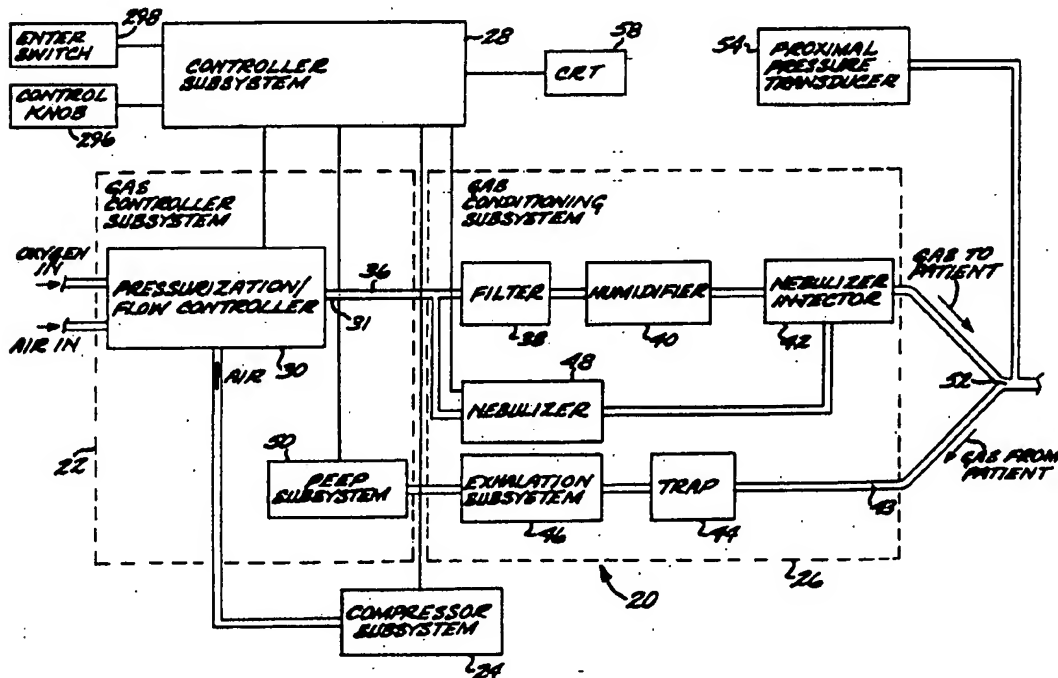 298
ENTER
SWITCH
CONTROL
KNOB
296
CONTROLLER
SUBSYSTEM
28
58
CRT
54
PROXIMAL
PRESSURE
TRANSDUCER
GAS
CONTROLLER
SUBSYSTEM
OXYGEN
IN
AIR IN
PRESSURIZATION/
FLOW CONTROLLER
30
31
36
AIR
22
50
PEEP
SUBSYSTEM
GAS
CONDITIONING
SUBSYSTEM
FILTER
38
HUMIDIFIER
40
NEBULIZER
INJECTOR
42
48
NEBULIZER
EXHALATION
SUBSYSTEM
46
TRAP
44
GAS TO
PATIENT
52
GAS FROM
PATIENT
43
26
20
COMPRESSOR
SUBSYSTEM
24